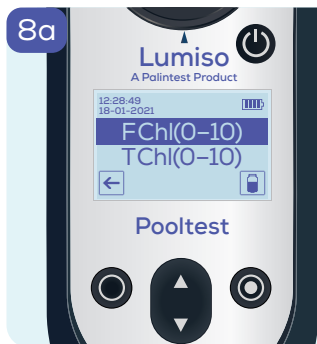 8a
Lumiso
A Palintest Product
12:28:49
18-01-2021
FChl(0–10)
TChl(0–10)
Pooltest